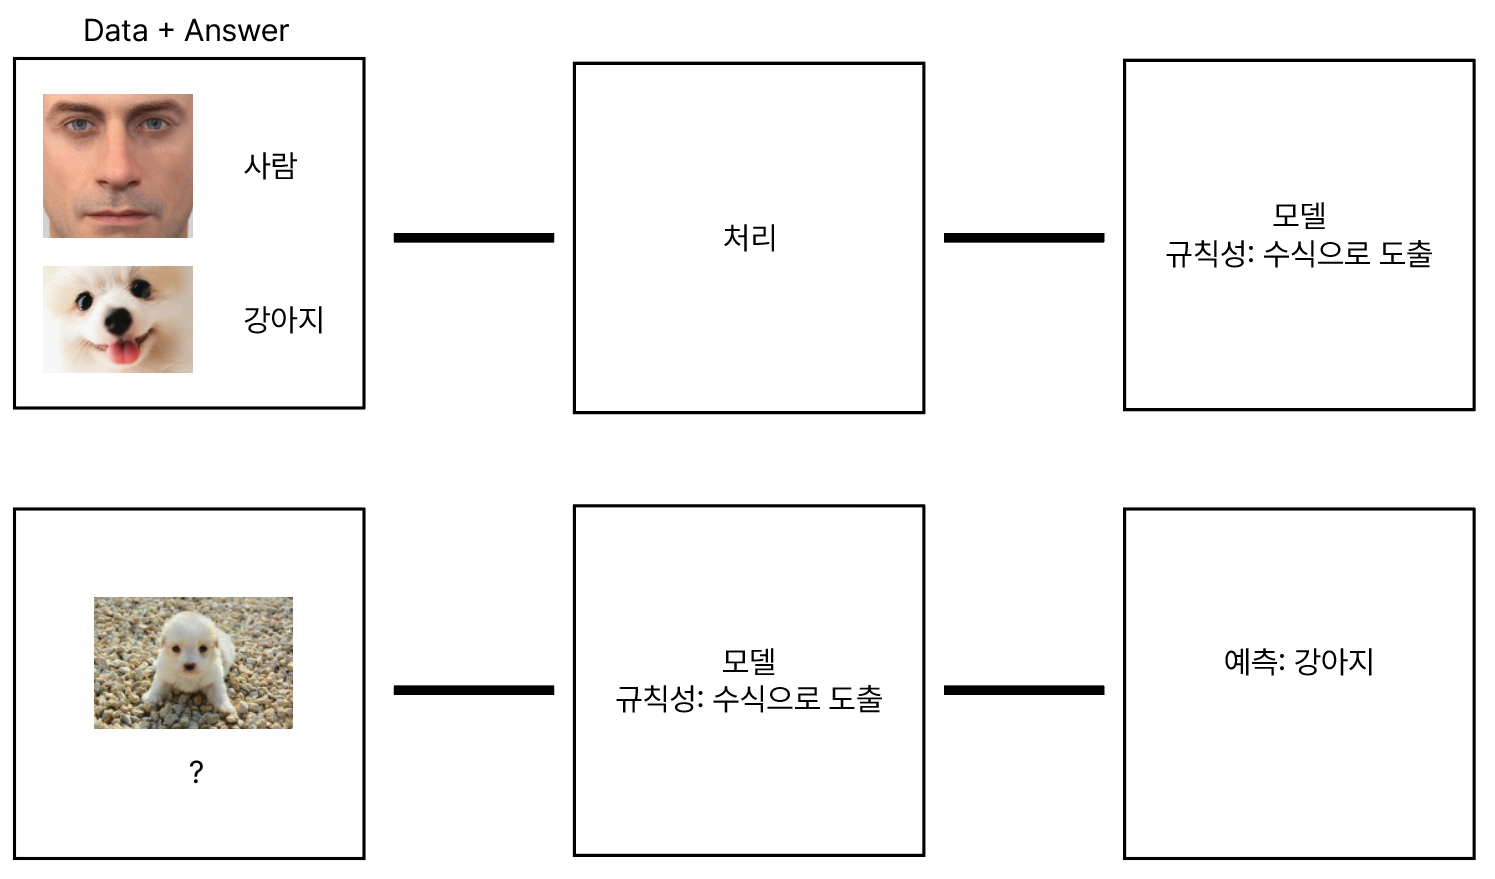 Data + Answer
사람
강아지
처리
모델
규칙성: 수식으로 도출
?
모델
규칙성: 수식으로 도출
예측: 강아지